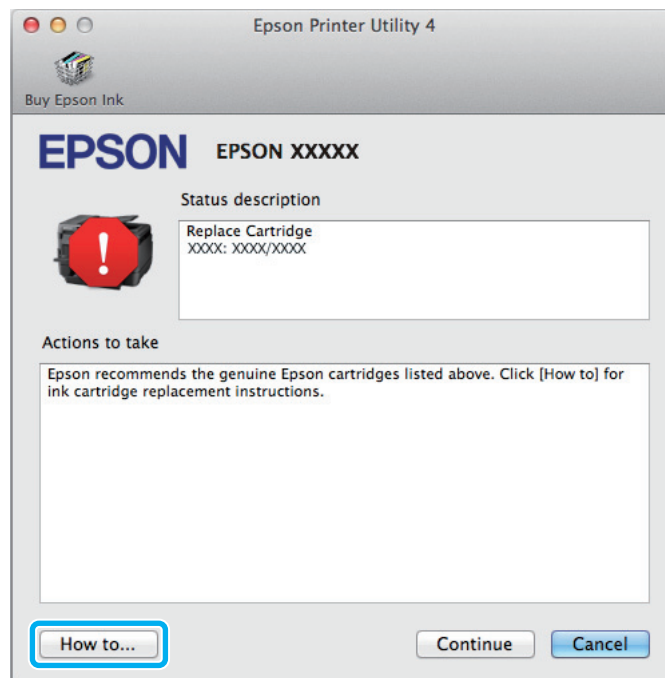 Epson Printer Utility 4
Buy Epson Ink
EPSON EPSON XXXXX
Status description
Replace Cartridge
XXXX: XXXX/XXXX
Actions to take
Epson recommends the genuine Epson cartridges listed above. Click [How to] for
ink cartridge replacement instructions.
How to... Continue Cancel